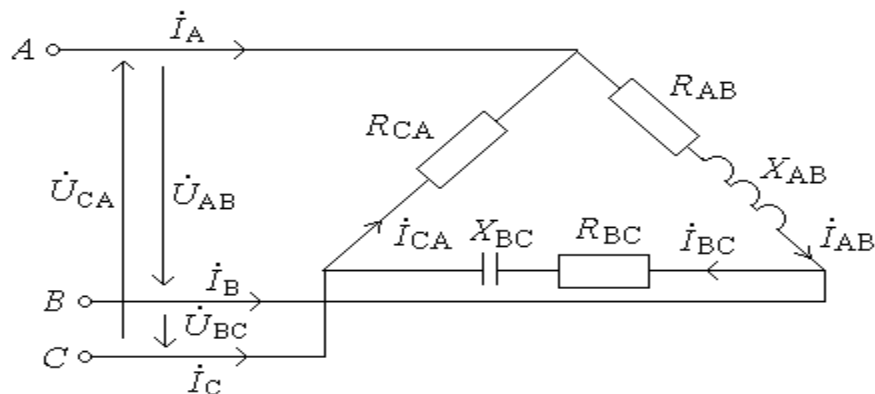 İ_A
A
R_AB
R_CA
X_AB
U̇_CA
U̇_AB
İ_CA
X_BC
R_BC
İ_BC
İ_AB
İ_B
B
U̇_BC
C
İ_C